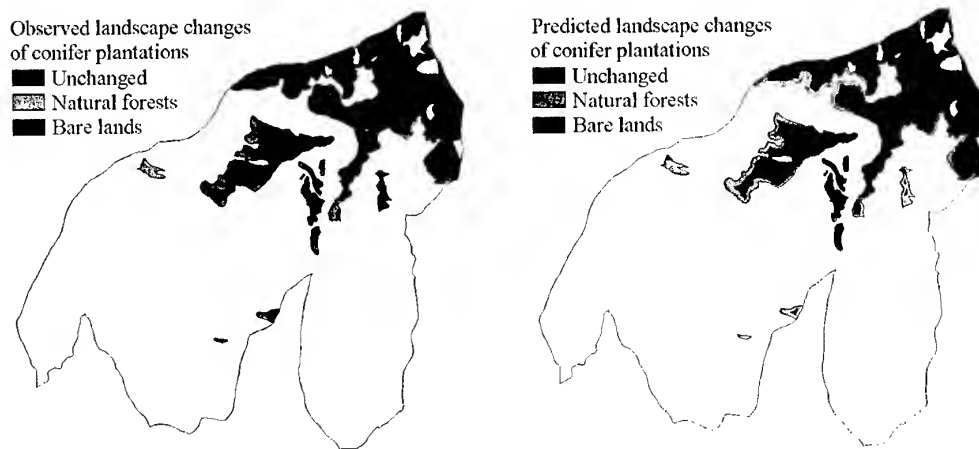 Observed landscape changes
of conifer plantations
Unchanged
Natural forests
Bare lands
Predicted landscape changes
of conifer plantations
Unchanged
Natural forests
Bare lands